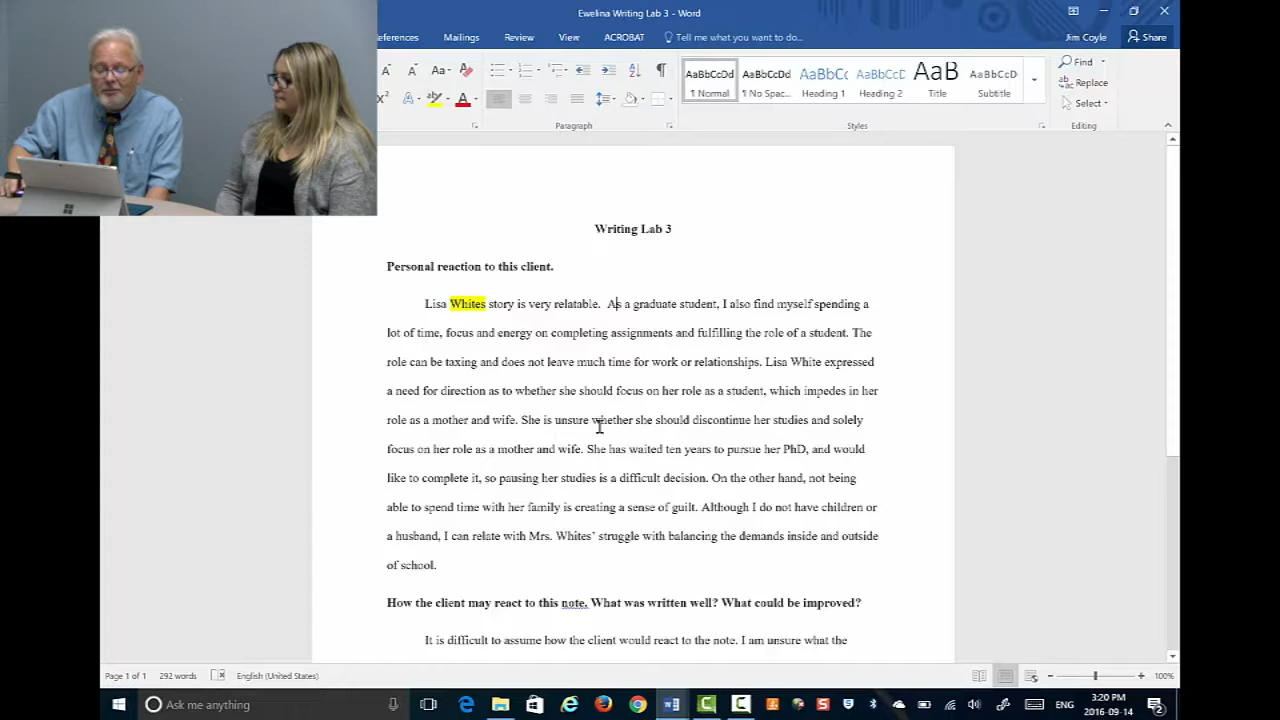 Ewelina Writing Lab 3 - Word
eferences Mailings Review View ACROBAT Tell me what you want to do... Jim Coyle Share
AaBbCcDd AaBbCcDd AaBbCc AaBbCcD AaB AaBbCcD
¶ Normal ¶ No Spac... Heading 1 Heading 2 Title Subtitle
Find
Replace
Select
Paragraph Styles Editing
Writing Lab 3
Personal reaction to this client.
Lisa Whites story is very relatable. As a graduate student, I also find myself spending a
lot of time, focus and energy on completing assignments and fulfilling the role of a student. The
role can be taxing and does not leave much time for work or relationships. Lisa White expressed
a need for direction as to whether she should focus on her role as a student, which impedes in her
role as a mother and wife. She is unsure whether she should discontinue her studies and solely
focus on her role as a mother and wife. She has waited ten years to pursue her PhD, and would
like to complete it, so pausing her studies is a difficult decision. On the other hand, not being
able to spend time with her family is creating a sense of guilt. Although I do not have children or
a husband, I can relate with Mrs. Whites’ struggle with balancing the demands inside and outside
of school.
How the client may react to this note. What was written well? What could be improved?
It is difficult to assume how the client would react to the note. I am unsure what the
Page 1 of 1 292 words English (United States) 100%
Ask me anything
ENG
3:20 PM
2016-09-14